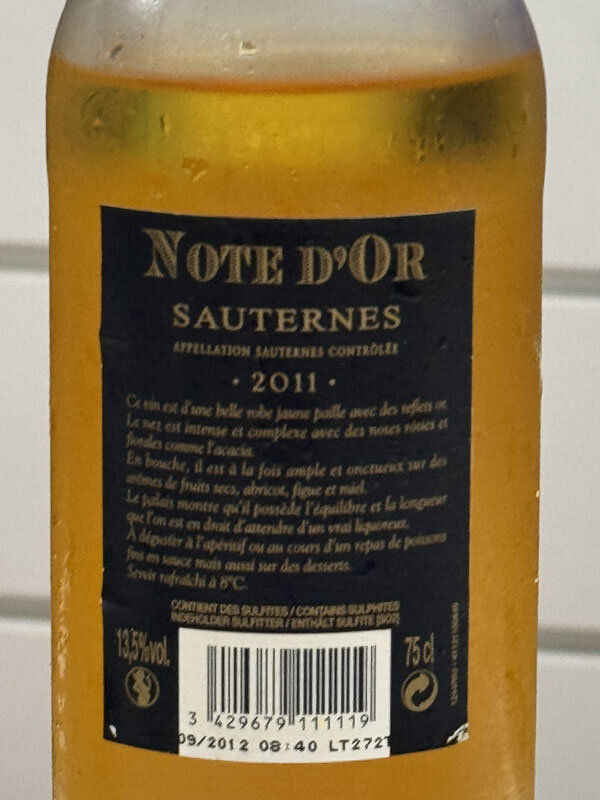 NOTE D'OR
SAUTERNES
APPELLATION SAUTERNES CONTRÔLÉE
· 2011 ·
Ce vin est d'une belle robe jaune paille avec des reflets or.
Le nez est intense et complexe avec des notes rôties et
florales comme l'acacia.
En bouche, il est à la fois ample et onctueux sur des
arômes de fruits secs, abricot, figue et miel.
Le palais montre qu'il possède l'équilibre et la longueur
que l'on est en droit d'attendre d'un vrai liquoreux.
À déguster à l'apéritif ou au cours d'un repas de poissons
fins en sauce mais aussi sur des desserts.
Servir rafraîchi à 8°C.
CONTIENT DES SULFITES / CONTAINS SULPHITES
INDEHOLDER SULFITTER / ENTHÄLT SULFITE [SO2]
13,5%vol.
75 cl
3 429679 111119
09/2012 08:40 LT272T